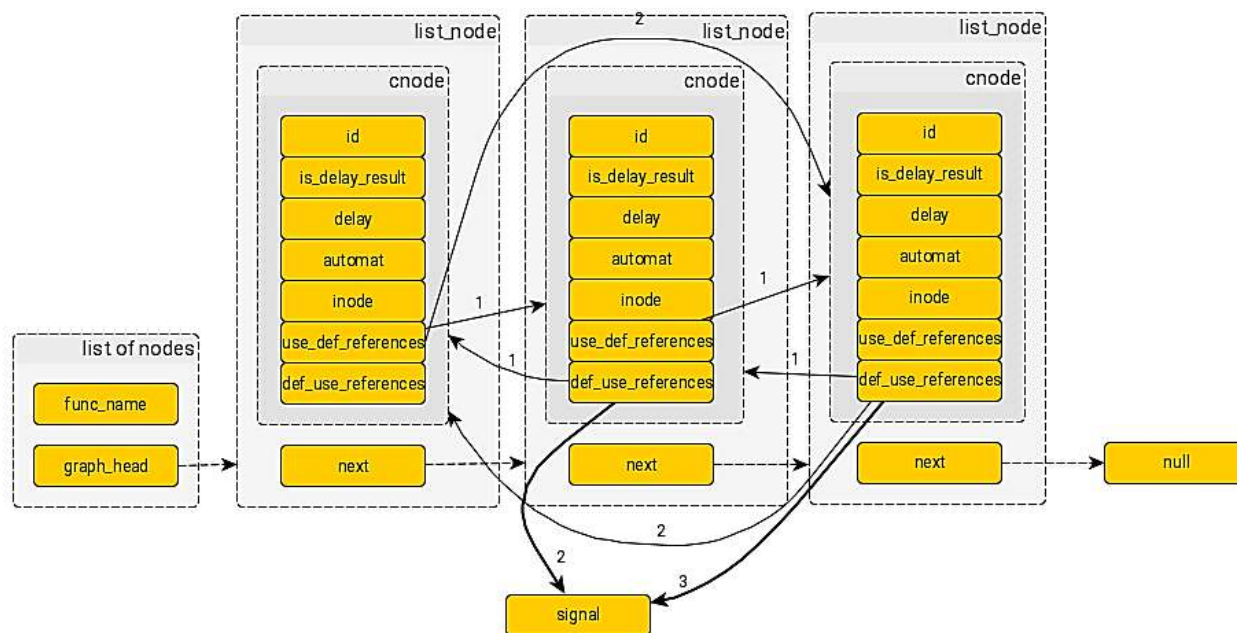 list of nodes
func_name
graph_head
list_node
cnode
id
is_delay_result
delay
automat
inode
use_def_references
def_use_references
next
list_node
cnode
id
is_delay_result
delay
automat
inode
use_def_references
def_use_references
next
list_node
cnode
id
is_delay_result
delay
automat
inode
use_def_references
def_use_references
next
null
2
1
1
1
1
2
2
3
signal